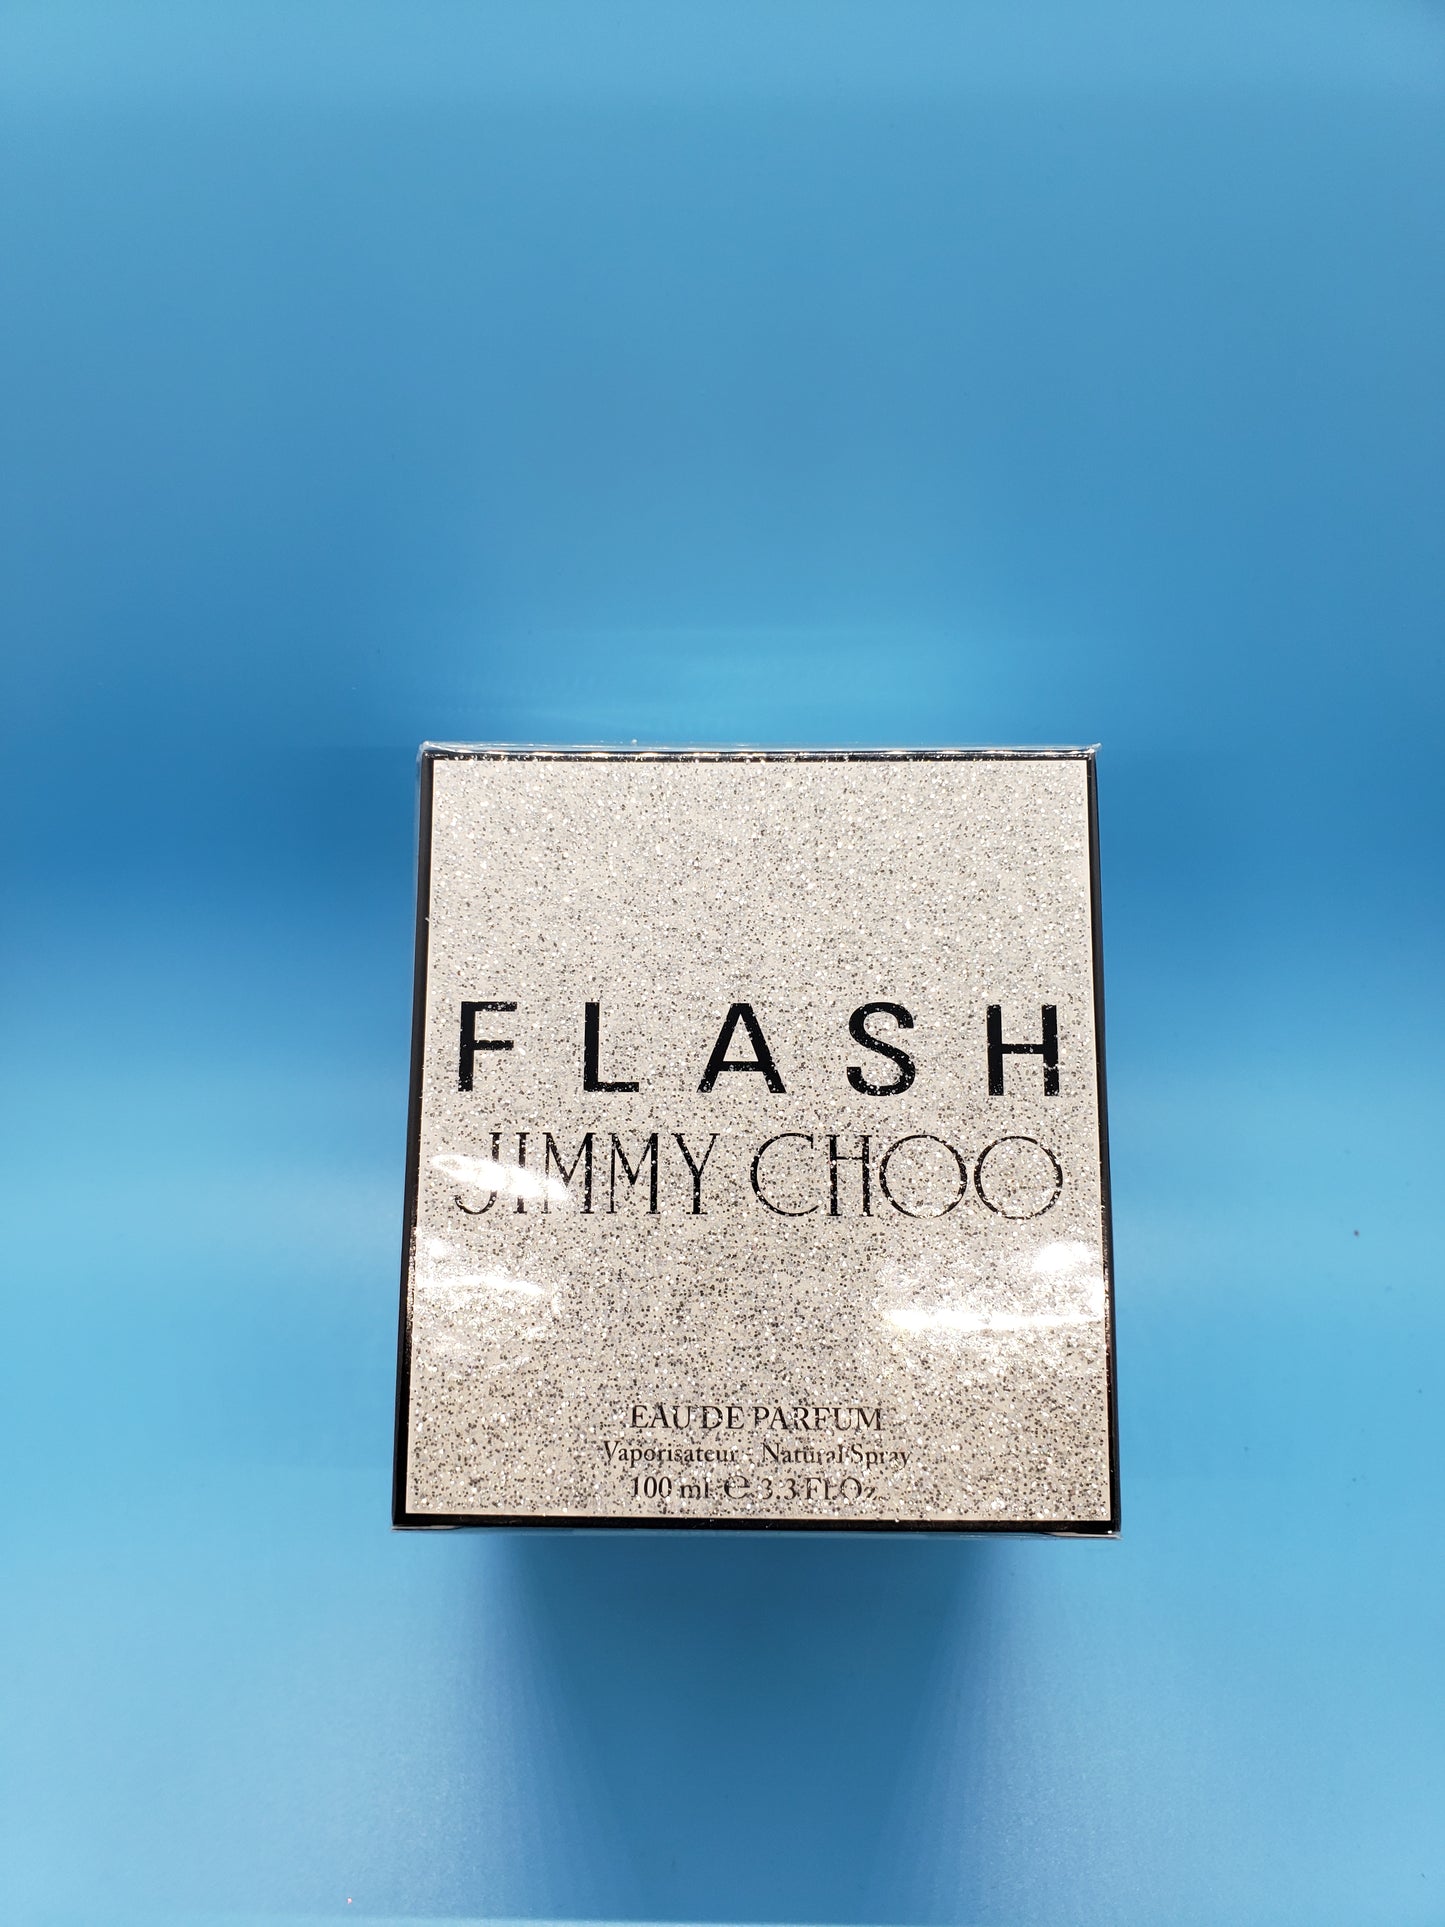 FLASH
JIMMY CHOO
EAU DE PARFUM
Vaporisateur - Natural Spray
100 ml ℮ 3.3 Fl.Oz